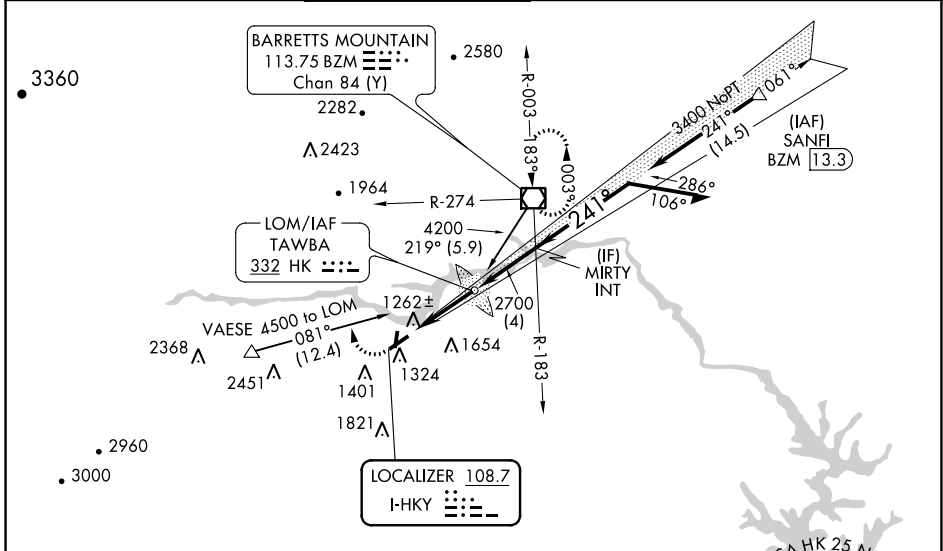 BARRETTS MOUNTAIN
113.75 BZM
Chan 84 (Y)
2580
3360
2282
2423
1964
R-003
183°
003°
R-274
3400 NoPT
241°
(14.5)
061°
(IAF)
SANFI
BZM 13.3
286°
106°
241°
4200
219° (5.9)
LOM/IAF
TAWBA
332 HK
(IF)
MIRTY
INT
2700
(4)
R-183
1262±
VAESE 4500 to LOM
081°
(12.4)
2368
2451
1654
1324
1401
1821
2960
3000
LOCALIZER 108.7
I-HKY
HK 25 N